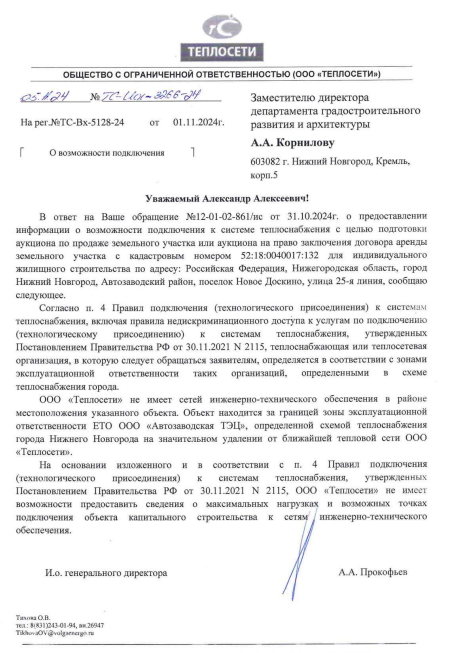 тС
ТЕПЛОСЕТИ
ОБЩЕСТВО С ОГРАНИЧЕННОЙ ОТВЕТСТВЕННОСТЬЮ (ООО «ТЕПЛОСЕТИ»)
05.11.24 № ТС-Исх-3266-24
На рег.№ТС-Вх-5128-24 от 01.11.2024г.
О возможности подключения
Заместителю директора
департамента градостроительного
развития и архитектуры
А.А. Корнилову
603082 г. Нижний Новгород, Кремль,
корп.5
Уважаемый Александр Алексеевич!
В ответ на Ваше обращение №12-01-02-861/ис от 31.10.2024г. о предоставлении
информации о возможности подключения к системе теплоснабжения с целью подготовки
аукциона по продаже земельного участка или аукциона на право заключения договора аренды
земельного участка с кадастровым номером 52:18:0040017:132 для индивидуального
жилищного строительства по адресу: Российская Федерация, Нижегородская область, город
Нижний Новгород, Автозаводский район, поселок Новое Доскино, улица 25-я линия, сообщаю
следующее.
Согласно п. 4 Правил подключения (технологического присоединения) к системам
теплоснабжения, включая правила недискриминационного доступа к услугам по подключению
(технологическому присоединению) к системам теплоснабжения, утвержденных
Постановлением Правительства РФ от 30.11.2021 N 2115, теплоснабжающая или теплосетевая
организация, в которую следует обращаться заявителям, определяется в соответствии с зонами
эксплуатационной ответственности таких организаций, определенными в схеме
теплоснабжения города.
ООО «Теплосети» не имеет сетей инженерно-технического обеспечения в районе
местоположения указанного объекта. Объект находится за границей зоны эксплуатационной
ответственности ЕТО ООО «Автозаводская ТЭЦ», определенной схемой теплоснабжения
города Нижнего Новгорода на значительном удалении от ближайшей тепловой сети ООО
«Теплосети».
На основании изложенного и в соответствии с п. 4 Правил подключения
(технологического присоединения) к системам теплоснабжения, утвержденных
Постановлением Правительства РФ от 30.11.2021 N 2115, ООО «Теплосети» не имеет
возможности предоставить сведения о максимальных нагрузках и возможных точках
подключения объекта капитального строительства к сетям инженерно-технического
обеспечения.
И.о. генерального директора А.А. Прокофьев
Тихова О.В.
тел.: 8(831)243-01-94, вн.26947
TikhovaOV@volgaenergo.ru